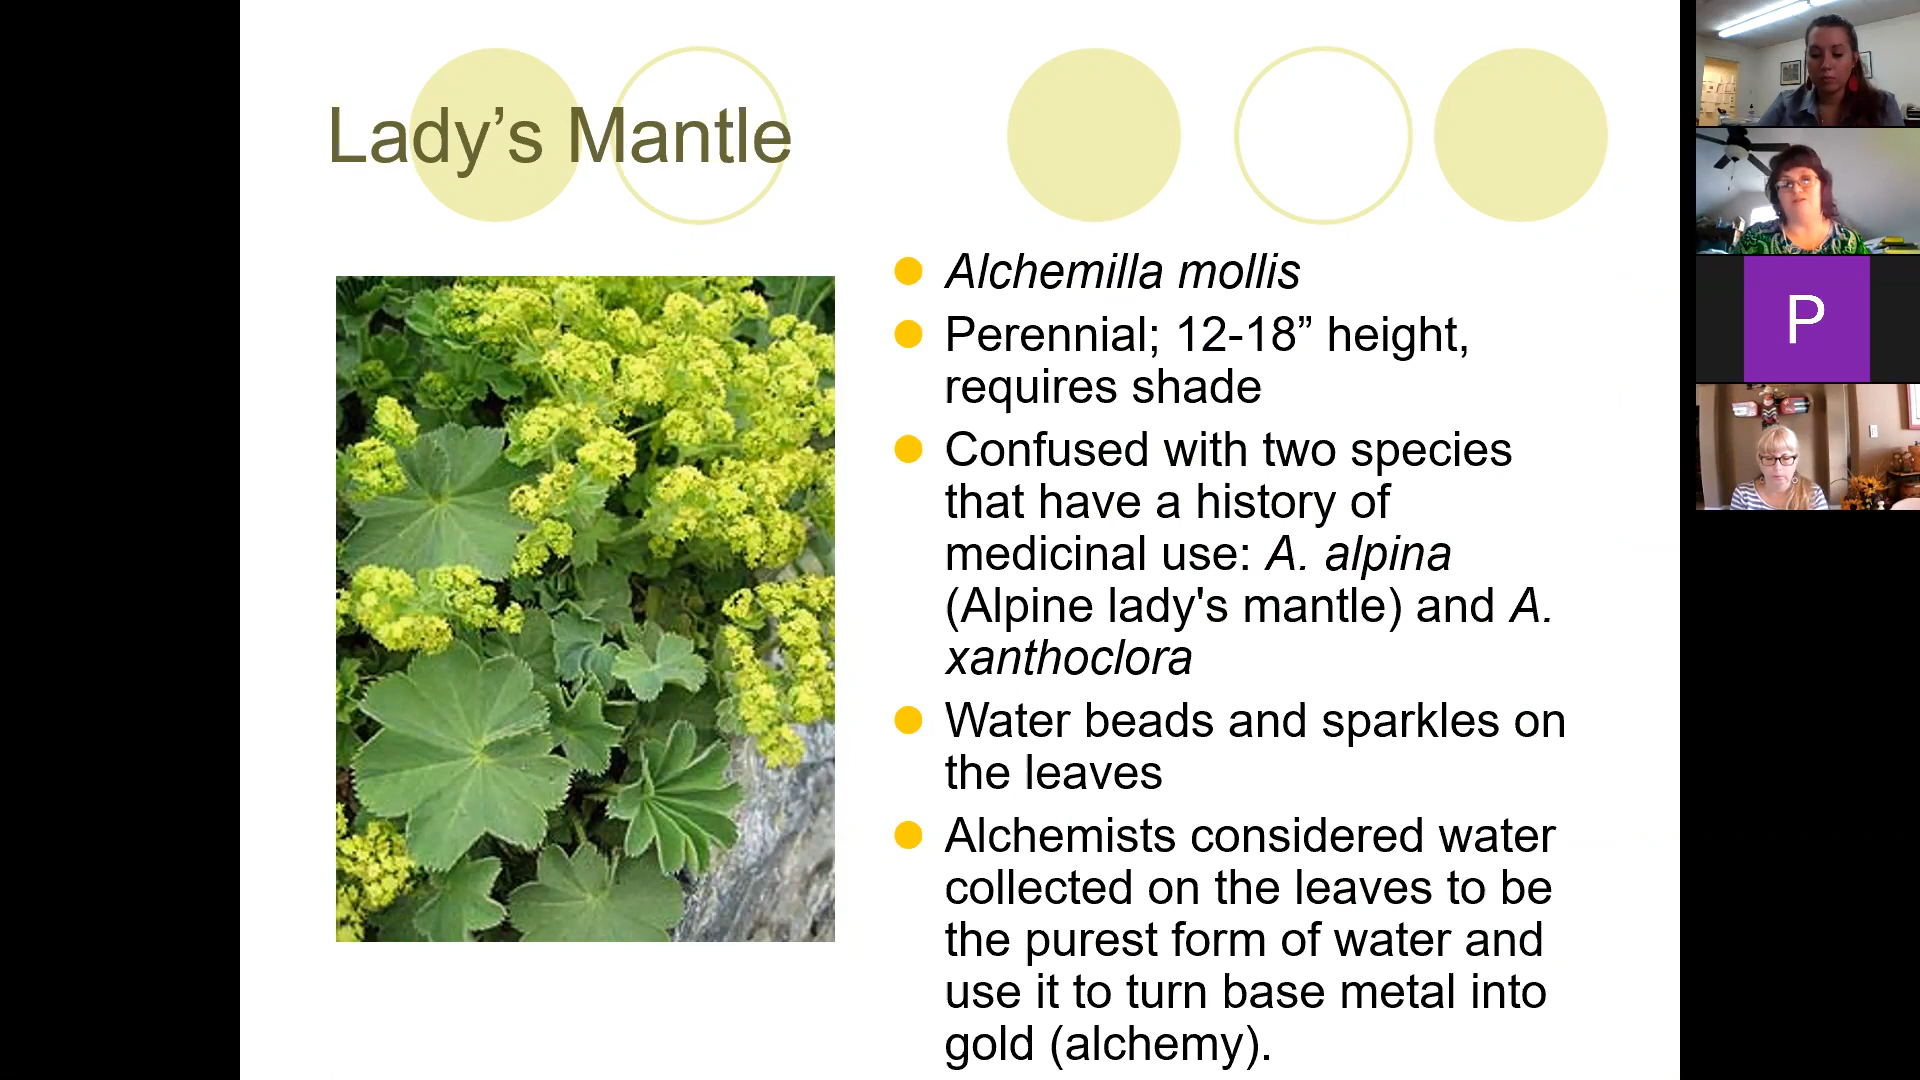 Lady’s Mantle
Alchemilla mollis
Perennial; 12-18” height,
requires shade
Confused with two species
that have a history of
medicinal use: A. alpina
(Alpine lady's mantle) and A.
xanthoclora
Water beads and sparkles on
the leaves
Alchemists considered water
collected on the leaves to be
the purest form of water and
use it to turn base metal into
gold (alchemy).
P